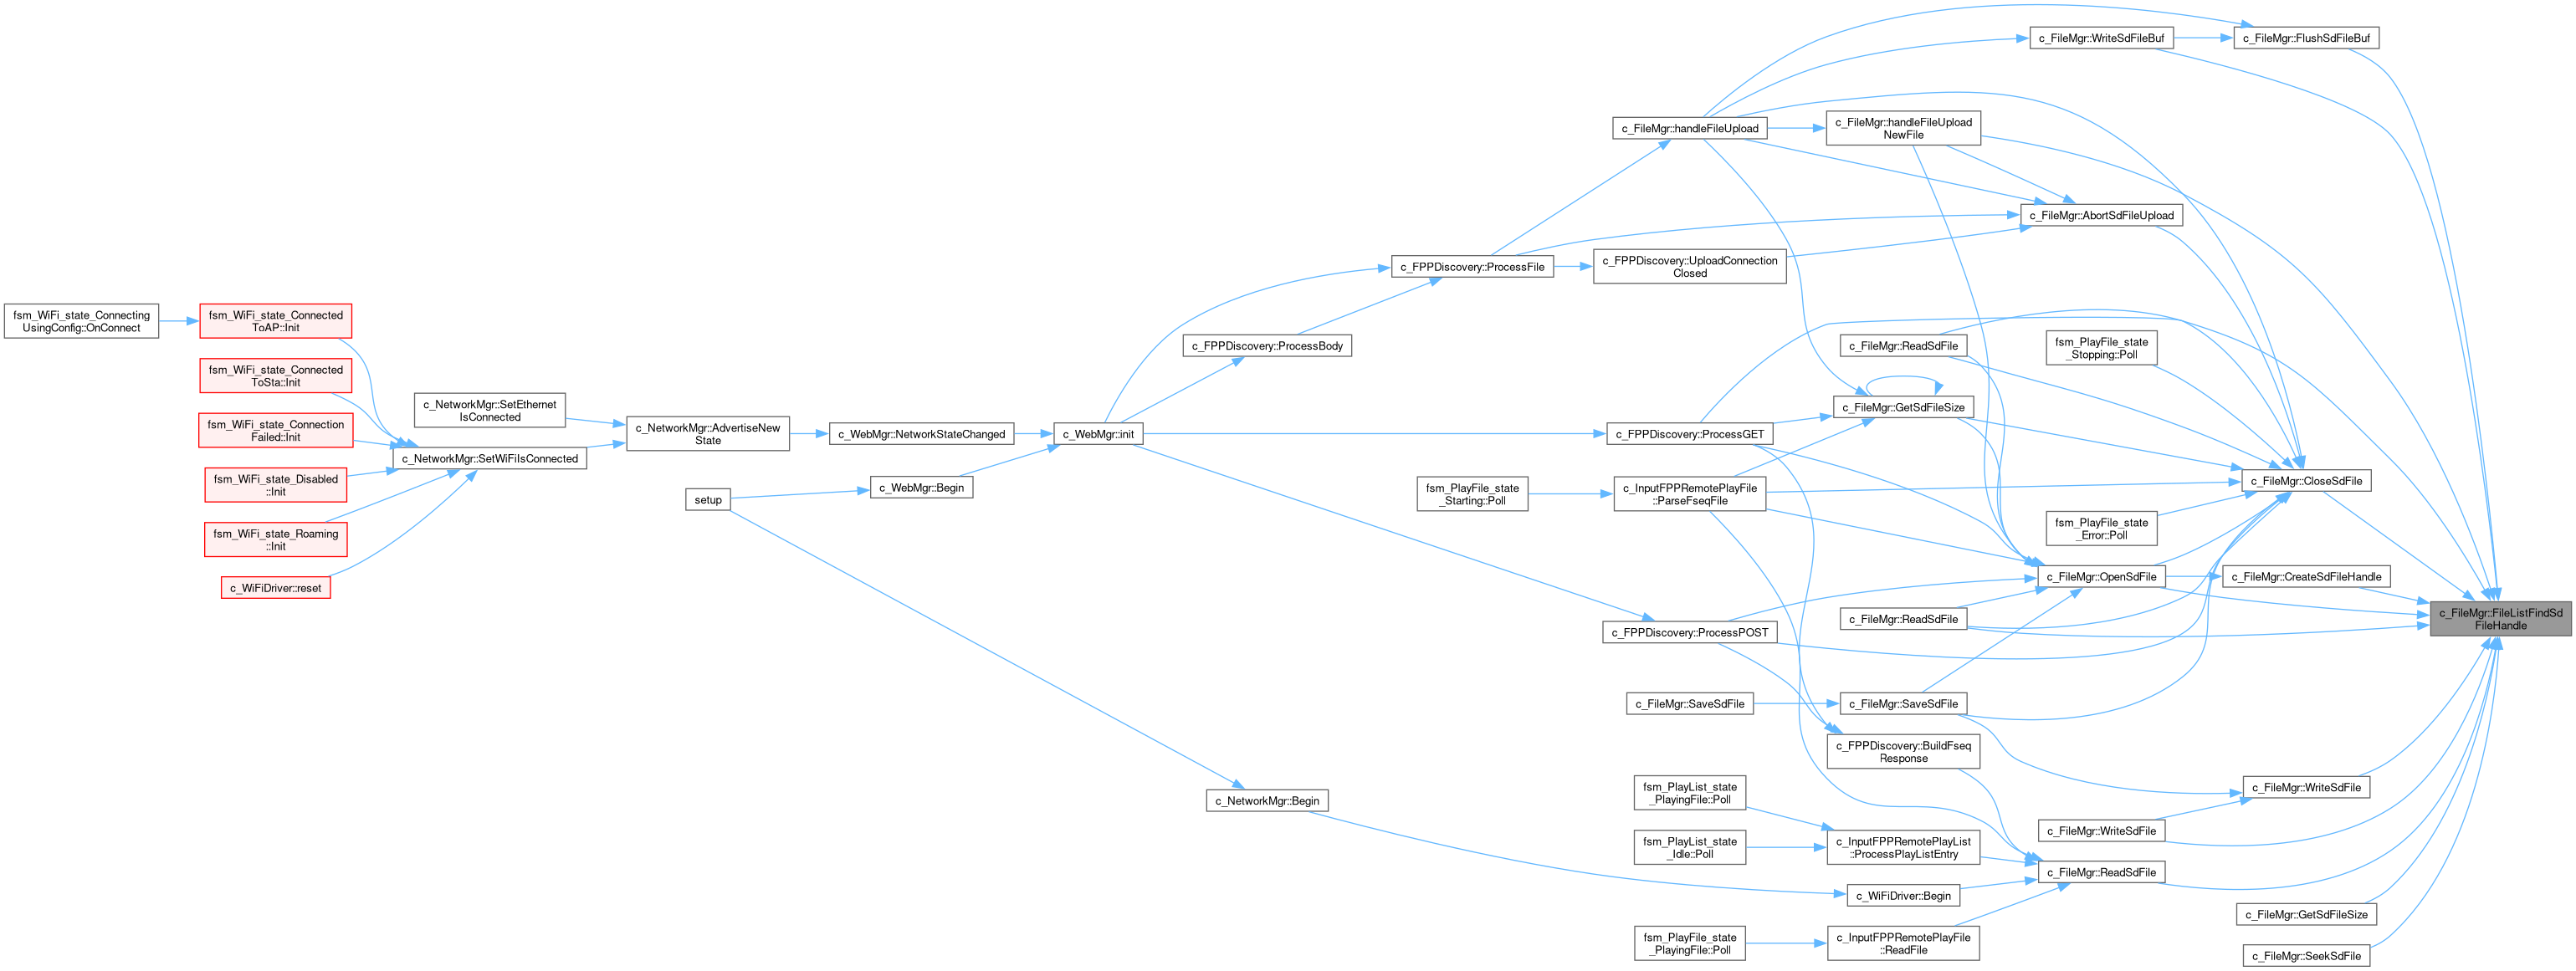 c_FileMgr::FileListFindSd
FileHandle
c_FileMgr::FlushSdFileBuf
c_FileMgr::WriteSdFileBuf
c_FileMgr::handleFileUpload
c_FileMgr::handleFileUpload
NewFile
c_FileMgr::AbortSdFileUpload
c_FPPDiscovery::UploadConnection
Closed
c_FPPDiscovery::ProcessFile
c_FPPDiscovery::ProcessBody
c_WebMgr::init
c_WebMgr::NetworkStateChanged
c_NetworkMgr::AdvertiseNew
State
c_NetworkMgr::SetEthernet
IsConnected
c_NetworkMgr::SetWiFiIsConnected
fsm_WiFi_state_Connected
ToAP::Init
fsm_WiFi_state_Connecting
UsingConfig::OnConnect
fsm_WiFi_state_Connected
ToSta::Init
fsm_WiFi_state_Connection
Failed::Init
fsm_WiFi_state_Disabled
::Init
fsm_WiFi_state_Roaming
::Init
c_WiFiDriver::reset
c_WebMgr::Begin
setup
c_FileMgr::ReadSdFile
fsm_PlayFile_state
_Stopping::Poll
c_FileMgr::GetSdFileSize
c_FPPDiscovery::ProcessGET
c_InputFPPRemotePlayFile
::ParseFseqFile
fsm_PlayFile_state
_Starting::Poll
c_FileMgr::CloseSdFile
fsm_PlayFile_state
_Error::Poll
c_FileMgr::OpenSdFile
c_FileMgr::CreateSdFileHandle
c_FileMgr::ReadSdFile
c_FPPDiscovery::ProcessPOST
c_FileMgr::SaveSdFile
c_FileMgr::SaveSdFile
c_FPPDiscovery::BuildFseq
Response
c_FileMgr::WriteSdFile
c_FileMgr::WriteSdFile
fsm_PlayList_state
_PlayingFile::Poll
fsm_PlayList_state
_Idle::Poll
c_InputFPPRemotePlayList
::ProcessPlayListEntry
c_FileMgr::ReadSdFile
c_WiFiDriver::Begin
c_NetworkMgr::Begin
c_InputFPPRemotePlayFile
::ReadFile
fsm_PlayFile_state
_PlayingFile::Poll
c_FileMgr::GetSdFileSize
c_FileMgr::SeekSdFile